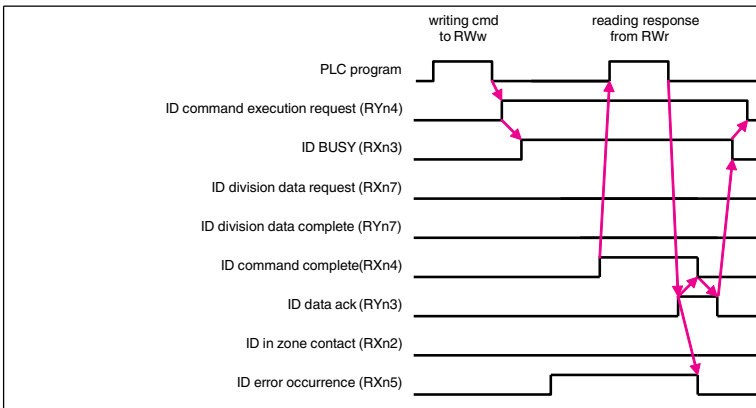 writing cmd
to RWw
reading response
from RWr
PLC program
ID command execution request (RYn4)
ID BUSY (RXn3)
ID division data request (RXn7)
ID division data complete (RYn7)
ID command complete(RXn4)
ID data ack (RYn3)
ID in zone contact (RXn2)
ID error occurrence (RXn5)